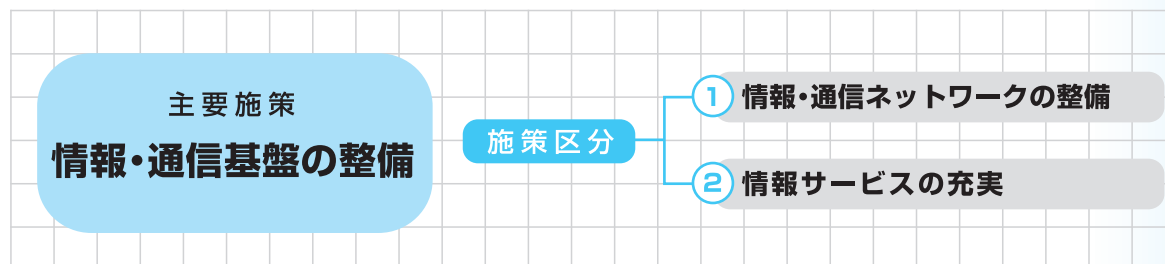 主要施策
情報・通信基盤の整備
施策区分
1 情報・通信ネットワークの整備
2 情報サービスの充実